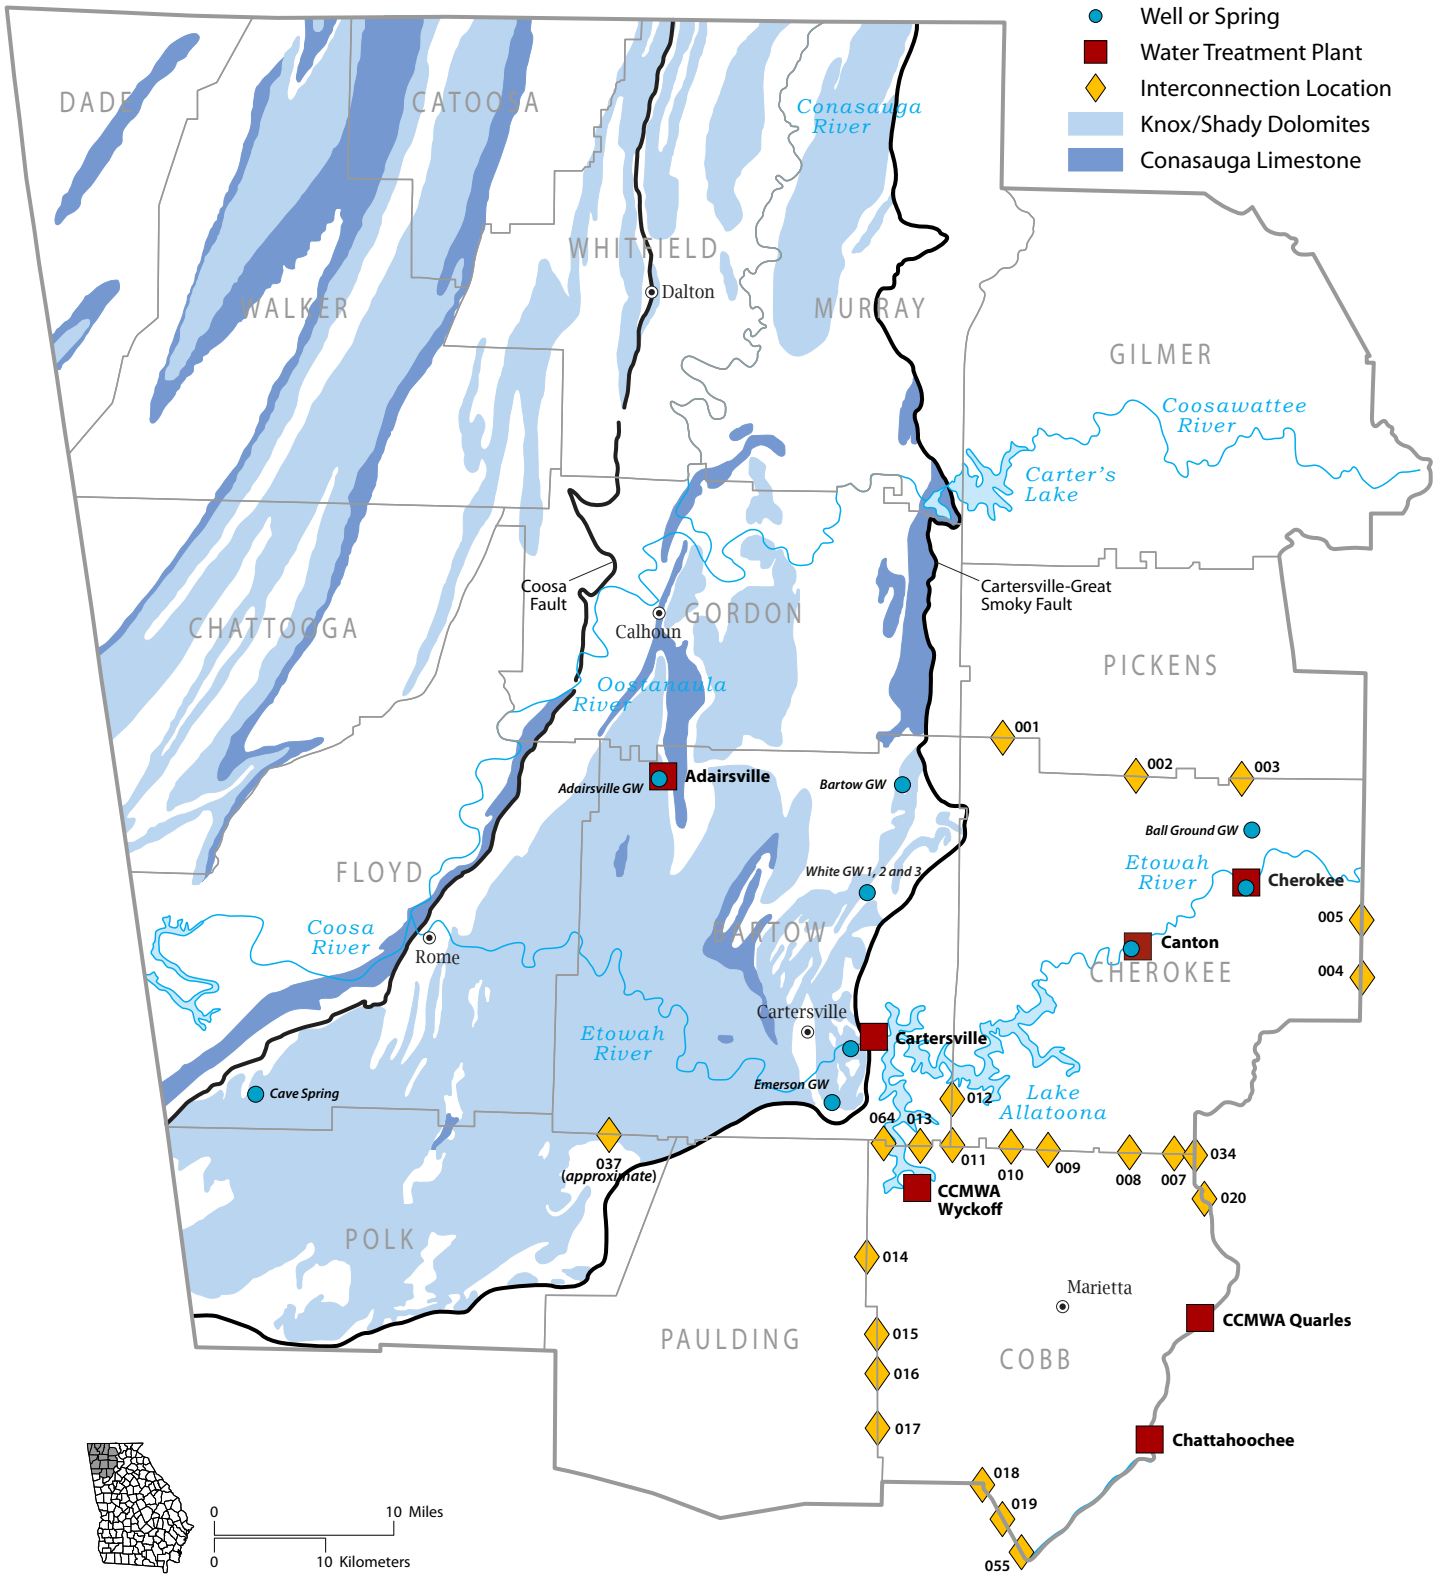 Well or Spring
Water Treatment Plant
Interconnection Location
Knox/Shady Dolomites
Conasauga Limestone
DADE
CATOOSA
Conasauga
River
WHITFIELD
Dalton
WALKER
MURRAY
GILMER
Coosawattee
River
Carter's
Lake
Coosa
Fault
Cartersville-Great
Smoky Fault
CHATTOOGA
GORDON
Calhoun
PICKENS
Oostanaula
River
001
002
003
Adairsville
Adairsville GW
Bartow GW
Ball Ground GW
FLOYD
White GW 1, 2 and 3
Etowah
River
Cherokee
005
Coosa
River
Rome
BARTOW
Canton
CHEROKEE
004
Cartersville
Etowah
River
Cartersville
Cave Spring
Emerson GW
Lake
Allatoona
012
064
013
037
(approximate)
011
010
009
008
007
034
CCMWA
Wyckoff
020
POLK
014
Marietta
CCMWA Quarles
PAULDING
015
COBB
016
017
Chattahoochee
018
019
055
0
10 Miles
0
10 Kilometers